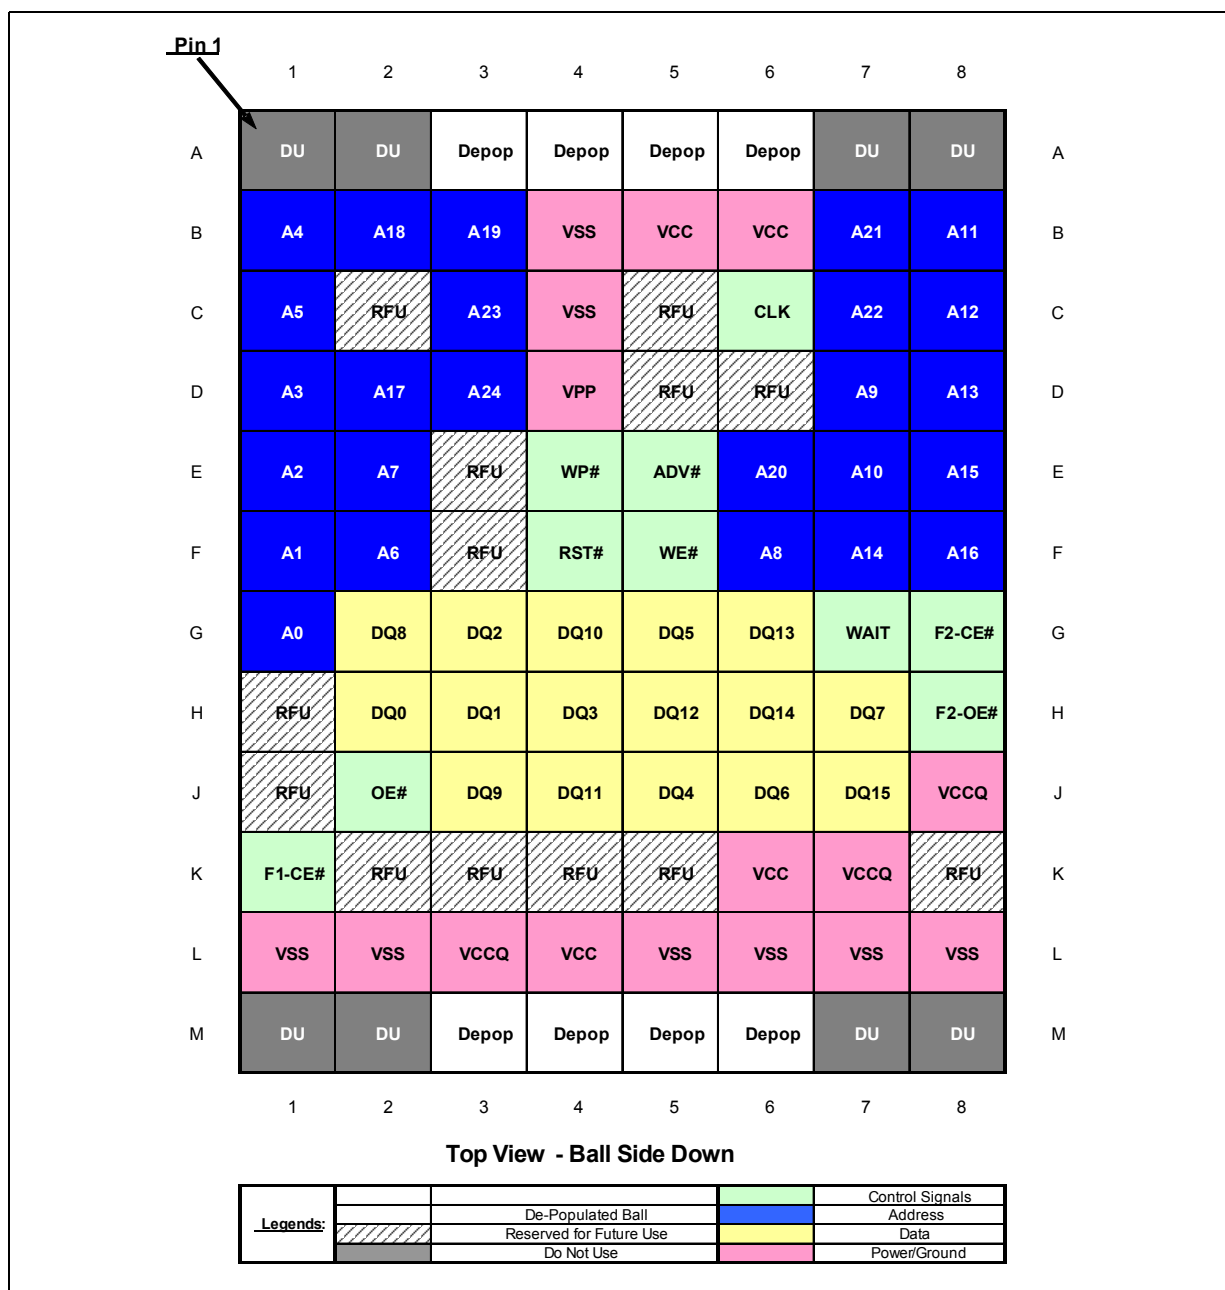 Pin 1
1 2 3 4 5 6 7 8
A DU DU Depop Depop Depop Depop DU DU A
B A4 A18 A19 VSS VCC VCC A21 A11 B
C A5 RFU A23 VSS RFU CLK A22 A12 C
D A3 A17 A24 VPP RFU RFU A9 A13 D
E A2 A7 RFU WP# ADV# A20 A10 A15 E
F A1 A6 RFU RST# WE# A8 A14 A16 F
G A0 DQ8 DQ2 DQ10 DQ5 DQ13 WAIT F2-CE# G
H RFU DQ0 DQ1 DQ3 DQ12 DQ14 DQ7 F2-OE# H
J RFU OE# DQ9 DQ11 DQ4 DQ6 DQ15 VCCQ J
K F1-CE# RFU RFU RFU RFU VCC VCCQ RFU K
L VSS VSS VCCQ VCC VSS VSS VSS VSS L
M DU DU Depop Depop Depop Depop DU DU M
1 2 3 4 5 6 7 8
Top View - Ball Side Down
Legends:
Control Signals
De-Populated Ball Address
Reserved for Future Use Data
Do Not Use Power/Ground